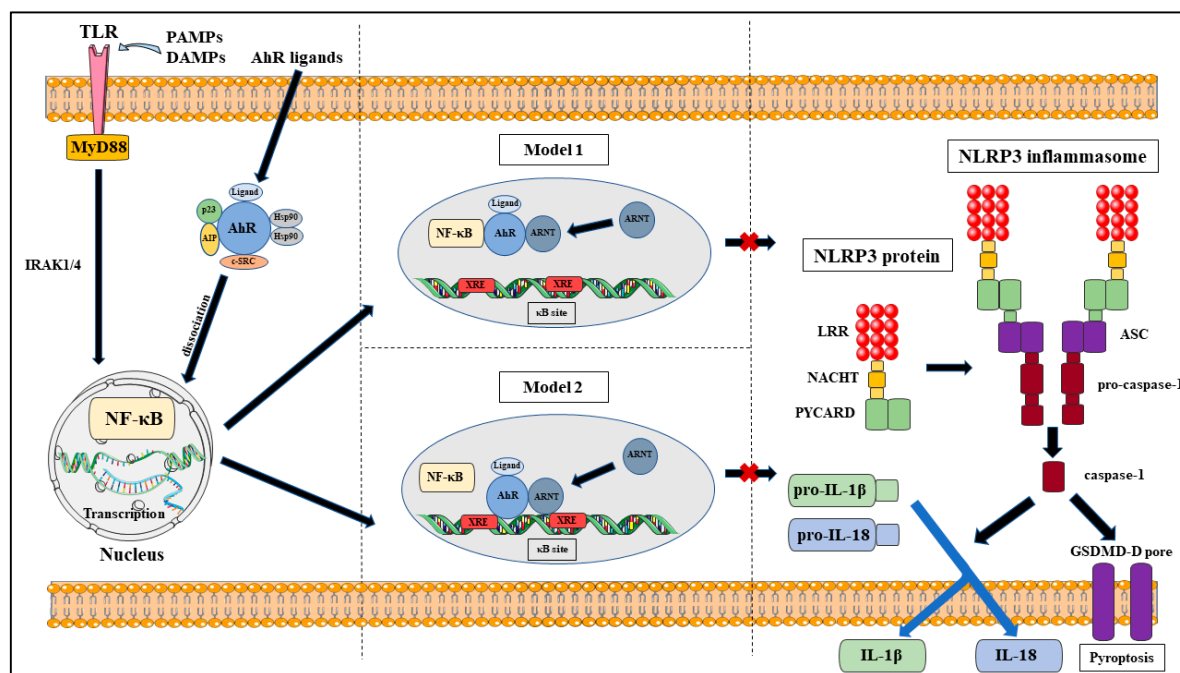 TLR
PAMPs
DAMPs
AhR ligands
MyD88
Ligand
p23
AhR
Hsp90
Hsp90
AIP
c-SRC
IRAK1/4
dissociation
NF-κB
Transcription
Nucleus
Model 1
Ligand
NF-κB
AhR
ARNT
ARNT
XRE
XRE
κB site
Model 2
Ligand
NF-κB
AhR
ARNT
ARNT
XRE
XRE
κB site
NLRP3 inflammasome
NLRP3 protein
LRR
NACHT
PYCARD
ASC
pro-caspase-1
caspase-1
pro-IL-1β
pro-IL-18
GSDMD-D pore
IL-1β
IL-18
Pyroptosis